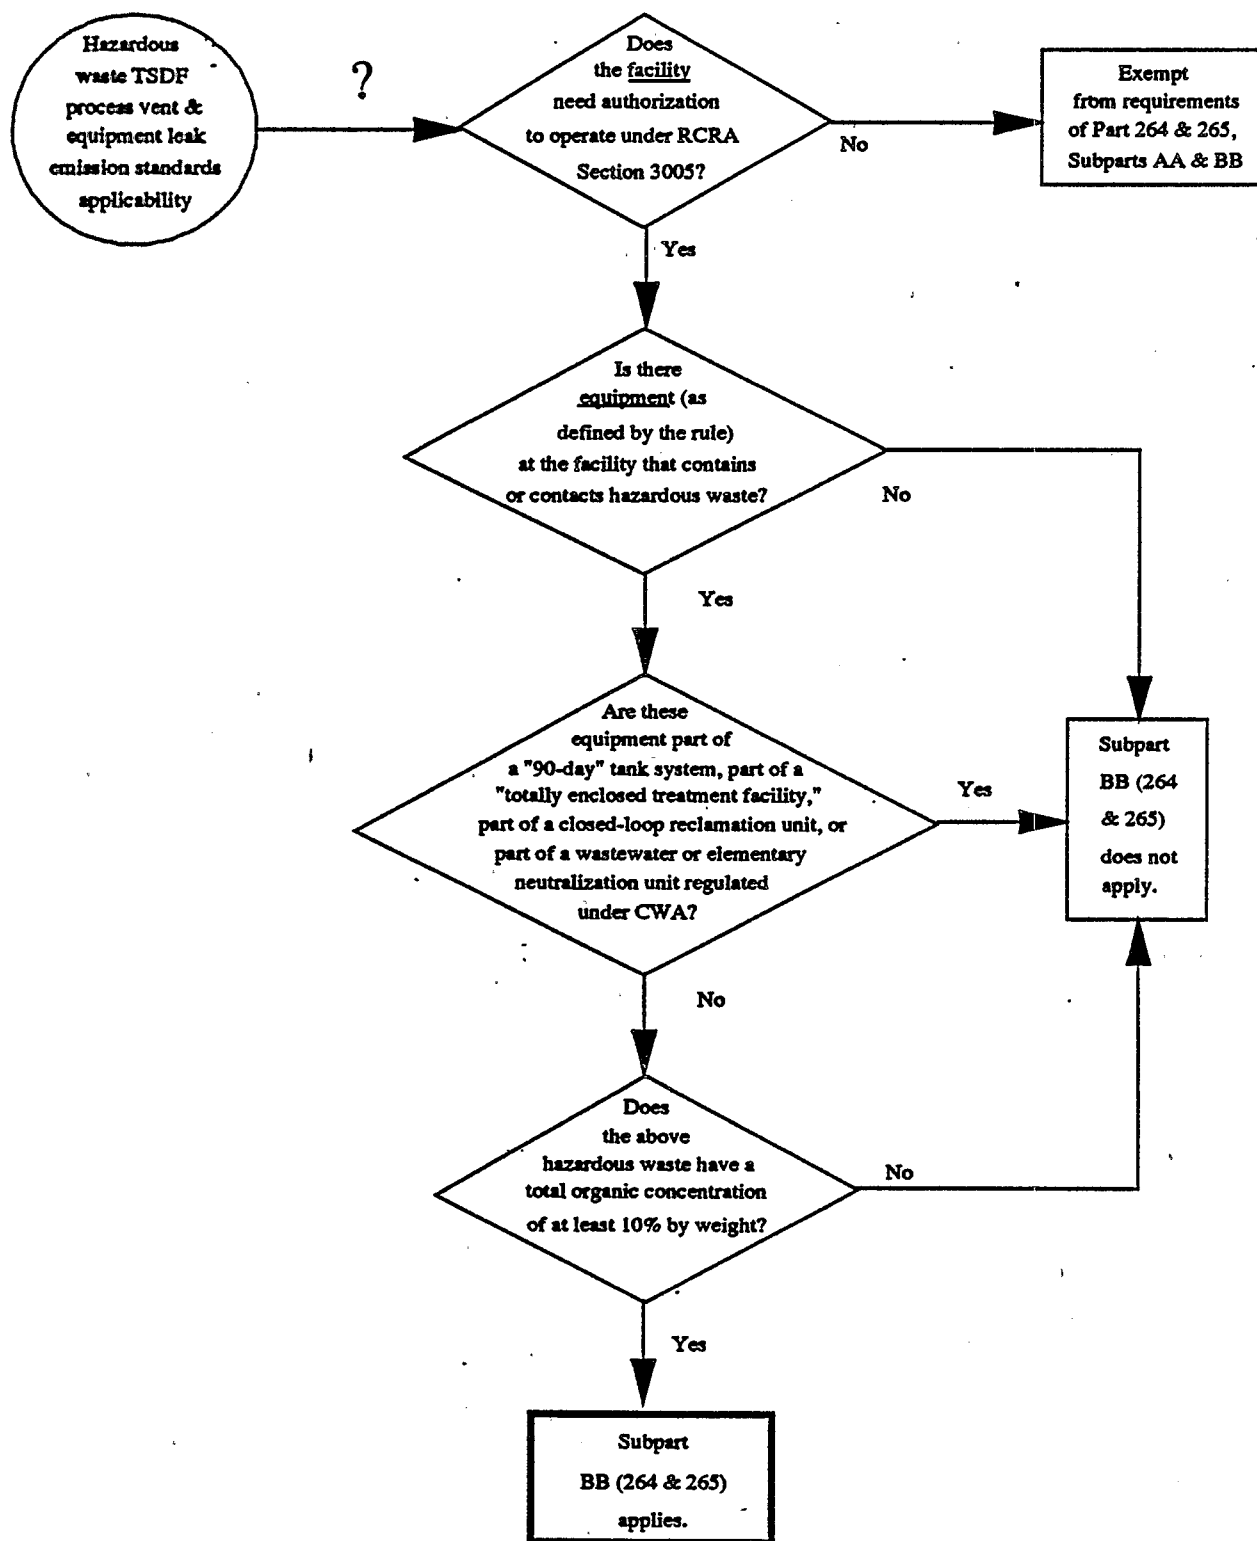 Hazardous
waste TSDF
process vent &
equipment leak
emission standards
applicability
?
Does
the facility
need authorization
to operate under RCRA
Section 3005?
No
Exempt
from requirements
of Part 264 & 265,
Subparts AA & BB
Yes
Is there
equipment (as
defined by the rule)
at the facility that contains
or contacts hazardous waste?
No
Yes
Are these
equipment part of
a "90-day" tank system, part of a
"totally enclosed treatment facility,"
part of a closed-loop reclamation unit, or
part of a wastewater or elementary
neutralization unit regulated
under CWA?
Yes
Subpart
BB (264
& 265)
does not
apply.
No
Does
the above
hazardous waste have a
total organic concentration
of at least 10% by weight?
No
Yes
Subpart
BB (264 & 265)
applies.